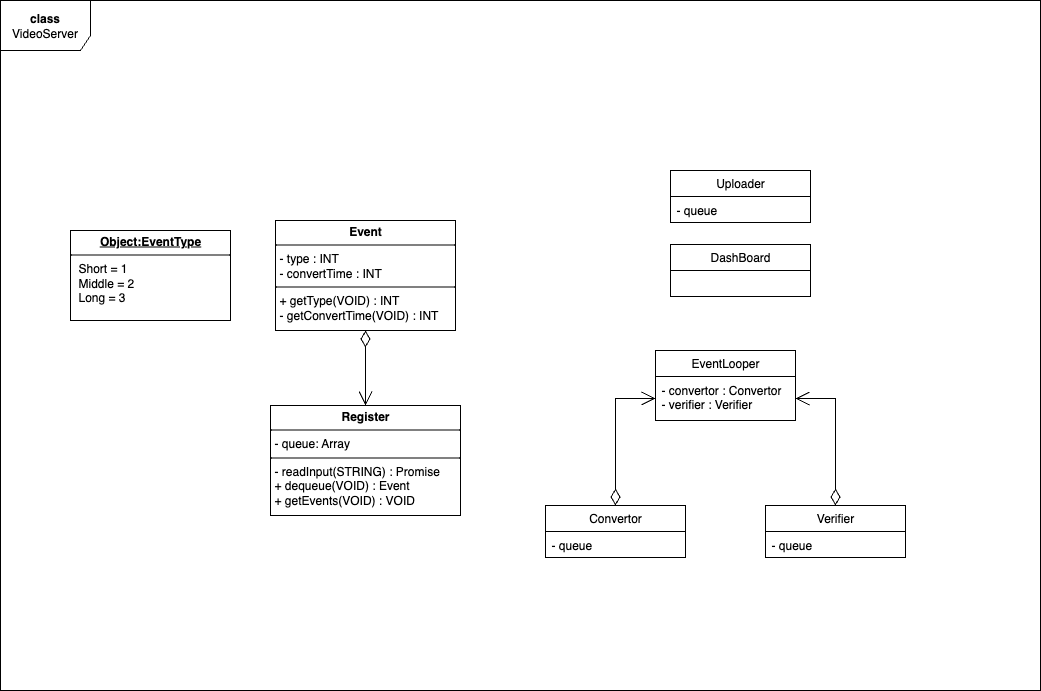 class
VideoServer
Object:EventType
Short = 1
Middle = 2
Long = 3
Event
- type : INT
- convertTime : INT
+ getType(VOID) : INT
- getConvertTime(VOID) : INT
Register
- queue: Array
- readInput(STRING) : Promise
+ dequeue(VOID) : Event
+ getEvents(VOID) : VOID
Uploader
- queue
DashBoard
EventLooper
- convertor : Convertor
- verifier : Verifier
Convertor
- queue
Verifier
- queue